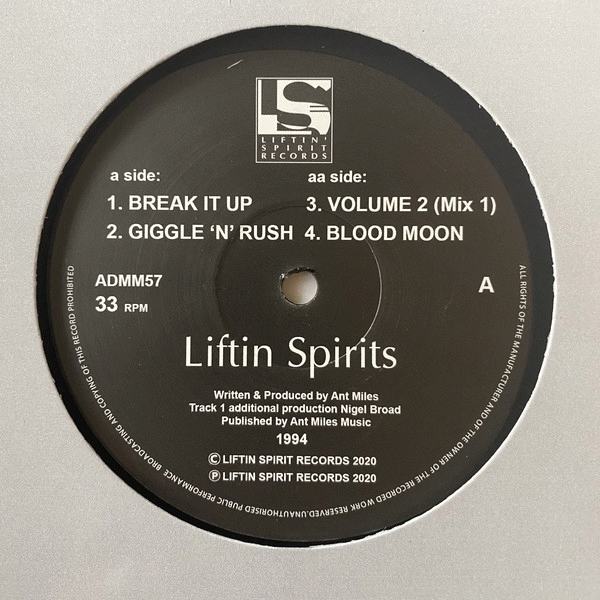 LS
LIFTIN'
SPIRIT
RECORDS
a side:
1. BREAK IT UP
2. GIGGLE ‘N’ RUSH
aa side:
3. VOLUME 2 (Mix 1)
4. BLOOD MOON
ADMM57
33 RPM
A
Liftin Spirits
Written & Produced by Ant Miles
Track 1 additional production Nigel Broad
Published by Ant Miles Music
1994
© LIFTIN SPIRIT RECORDS 2020
℗ LIFTIN SPIRIT RECORDS 2020
ALL RIGHTS OF THE MANUFACTURER AND OF THE OWNER OF THE RECORDED WORK RESERVED.UNAUTHORISED PUBLIC PERFORMANCE BROADCASTING AND COPYING OF THIS RECORD PROHIBITED